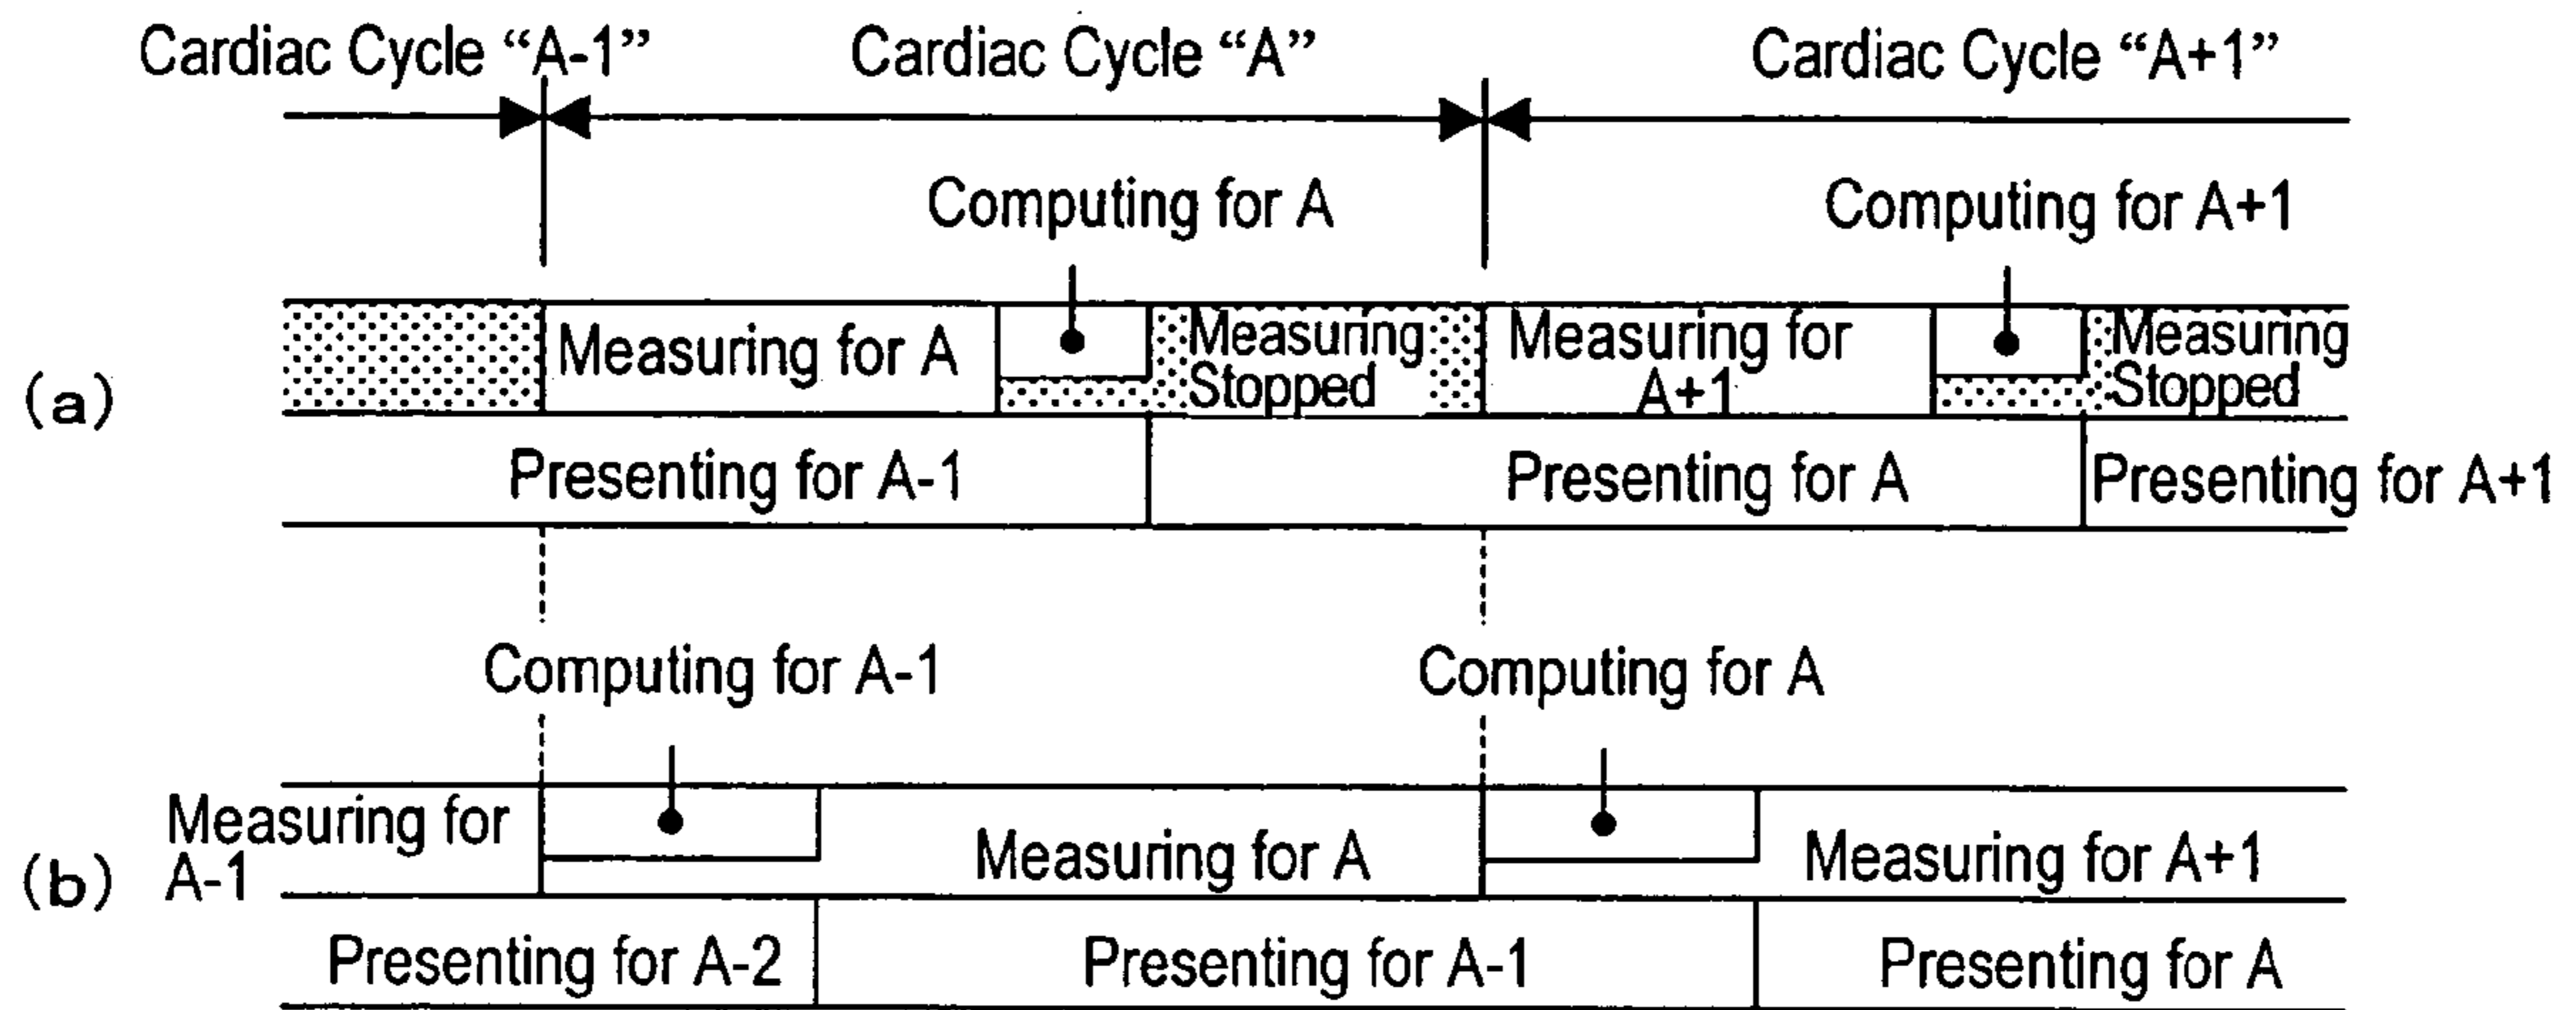 Cardiac Cycle “A-1”
Cardiac Cycle “A”
Cardiac Cycle “A+1”
Computing for A
Computing for A+1
(a)
Measuring for A
Measuring
Stopped
Measuring for
A+1
Measuring
Stopped
Presenting for A-1
Presenting for A
Presenting for A+1
Computing for A-1
Computing for A
(b)
Measuring for
A-1
Measuring for A
Measuring for A+1
Presenting for A-2
Presenting for A-1
Presenting for A